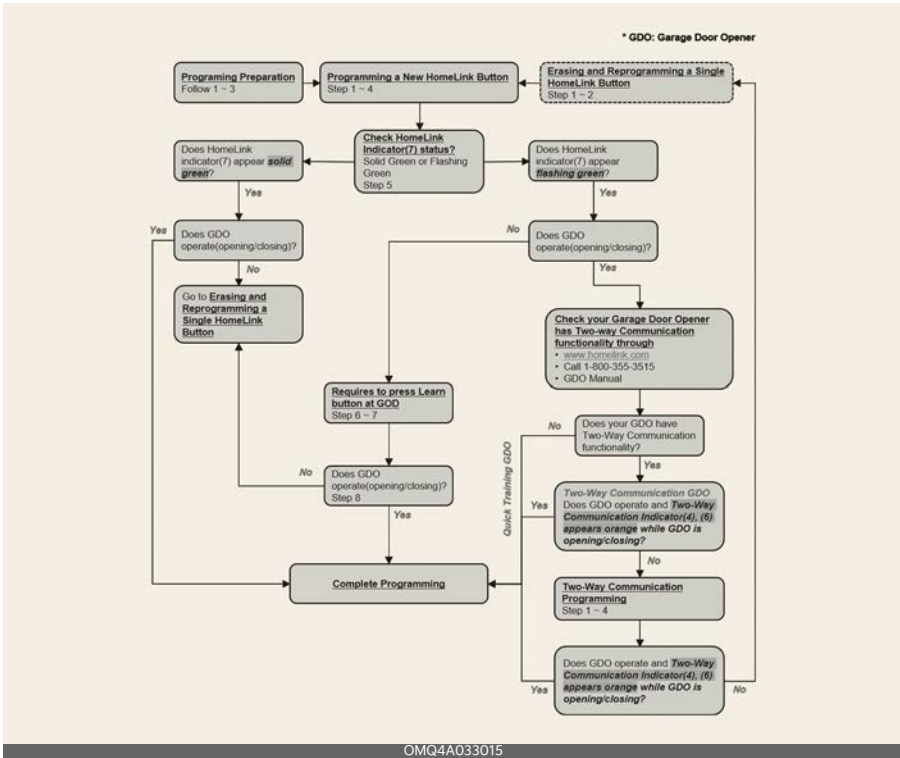 * GDO: Garage Door Opener
Programing Preparation
Follow 1 ~ 3
Programming a New HomeLink Button
Step 1 ~ 4
Erasing and Reprogramming a Single
HomeLink Button
Step 1 ~ 2
Check HomeLink
Indicator(7) status?
Solid Green or Flashing
Green
Step 5
Does HomeLink
indicator(7) appear solid
green?
Does HomeLink
indicator(7) appear
flashing green?
Yes
Yes
Yes
Does GDO
operate(opening/closing)?
No
Does GDO
operate(opening/closing)?
No
Yes
Go to Erasing and
Reprogramming a
Single HomeLink
Button
Check your Garage Door Opener
has Two-way Communication
functionality through
• www.homelink.com
• Call 1-800-355-3515
• GDO Manual
Requires to press Learn
button at GOD
Step 6 ~ 7
No
Does your GDO have
Two-Way Communication
functionality?
Yes
Quick Training GDO
No
Does GDO
operate(opening/closing)?
Step 8
Yes
Yes
Two-Way Communication GDO
Does GDO operate and Two-Way
Communication Indicator(4), (6)
appears orange while GDO is
opening/closing?
No
Complete Programming
Two-Way Communication
Programming
Step 1 ~ 4
Does GDO operate and Two-Way
Communication Indicator(4), (6)
appears orange while GDO is
opening/closing?
Yes
No
OMQ4A033015